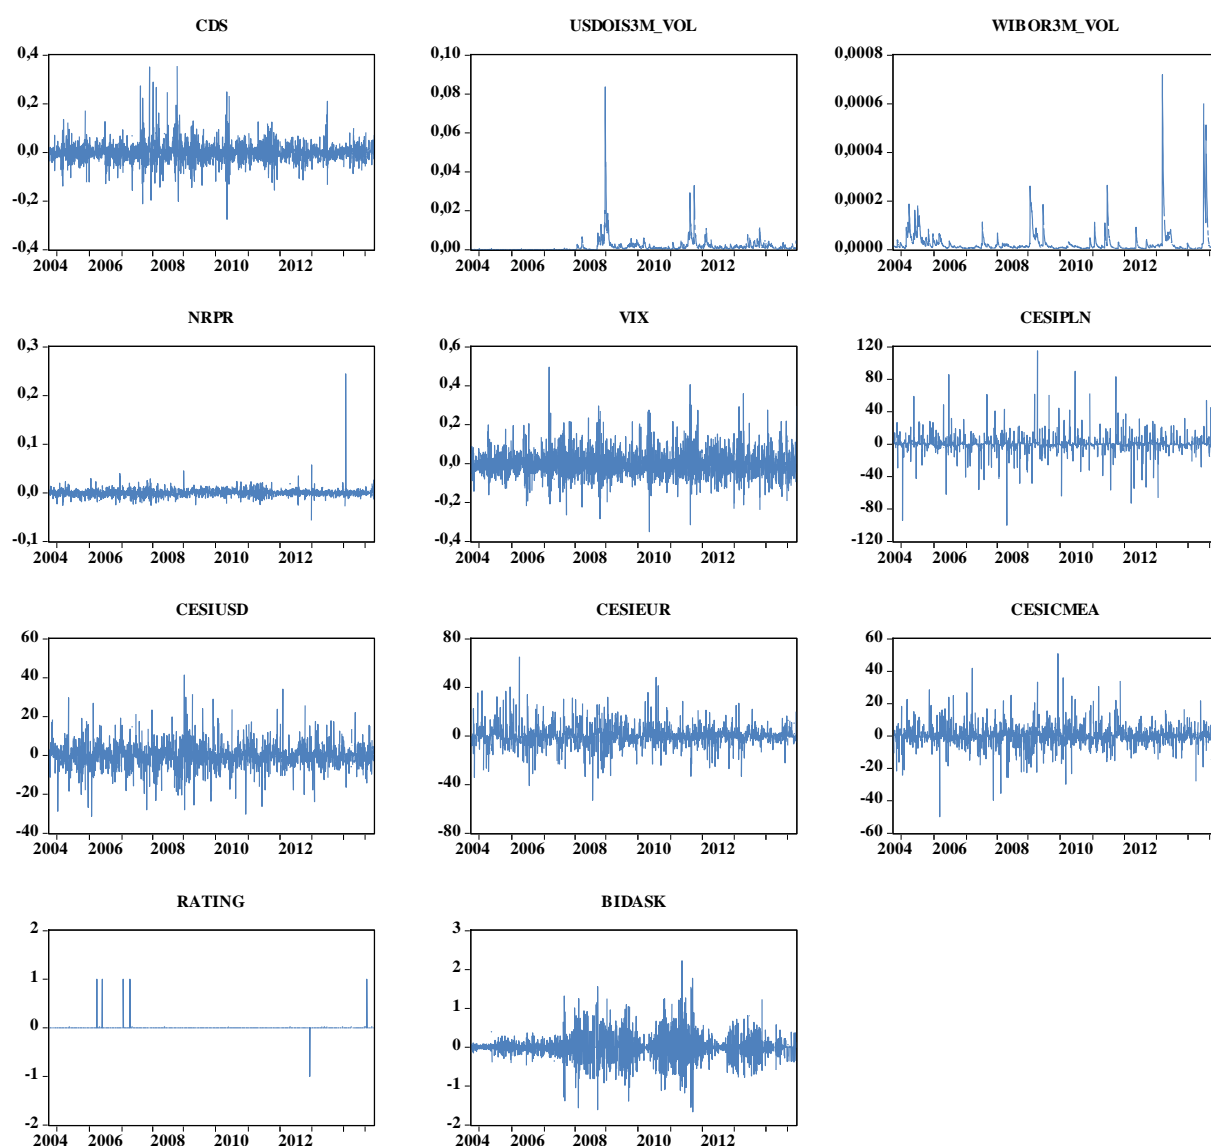 CDS
0,4
0,2
0,0
-0,2
-0,4
2004 2006 2008 2010 2012
USDOIS3M_VOL
0,10
0,08
0,06
0,04
0,02
0,00
2004 2006 2008 2010 2012
WIBOR3M_VOL
0,0008
0,0006
0,0004
0,0002
0,0000
2004 2006 2008 2010 2012
NRPR
0,3
0,2
0,1
0,0
-0,1
2004 2006 2008 2010 2012
VIX
0,6
0,4
0,2
0,0
-0,2
-0,4
2004 2006 2008 2010 2012
CESIPLN
120
80
40
0
-40
-80
-120
2004 2006 2008 2010 2012
CESIUSD
60
40
20
0
-20
-40
2004 2006 2008 2010 2012
CESIEUR
80
40
0
-40
-80
2004 2006 2008 2010 2012
CESICMEA
60
40
20
0
-20
-40
-60
2004 2006 2008 2010 2012
RATING
2
1
0
-1
-2
2004 2006 2008 2010 2012
BIDASK
3
2
1
0
-1
-2
2004 2006 2008 2010 2012